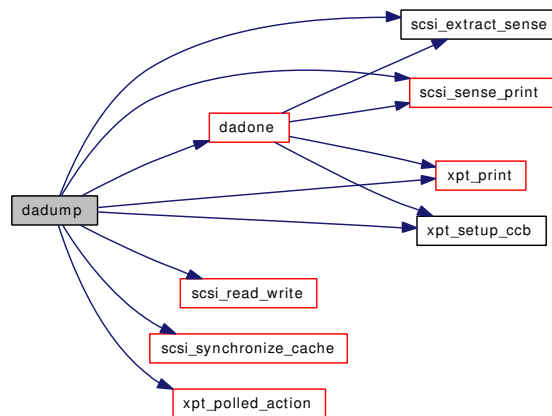 scsi_extract_sense
scsi_sense_print
dadone
xpt_print
dadump
xpt_setup_ccb
scsi_read_write
scsi_synchronize_cache
xpt_polled_action